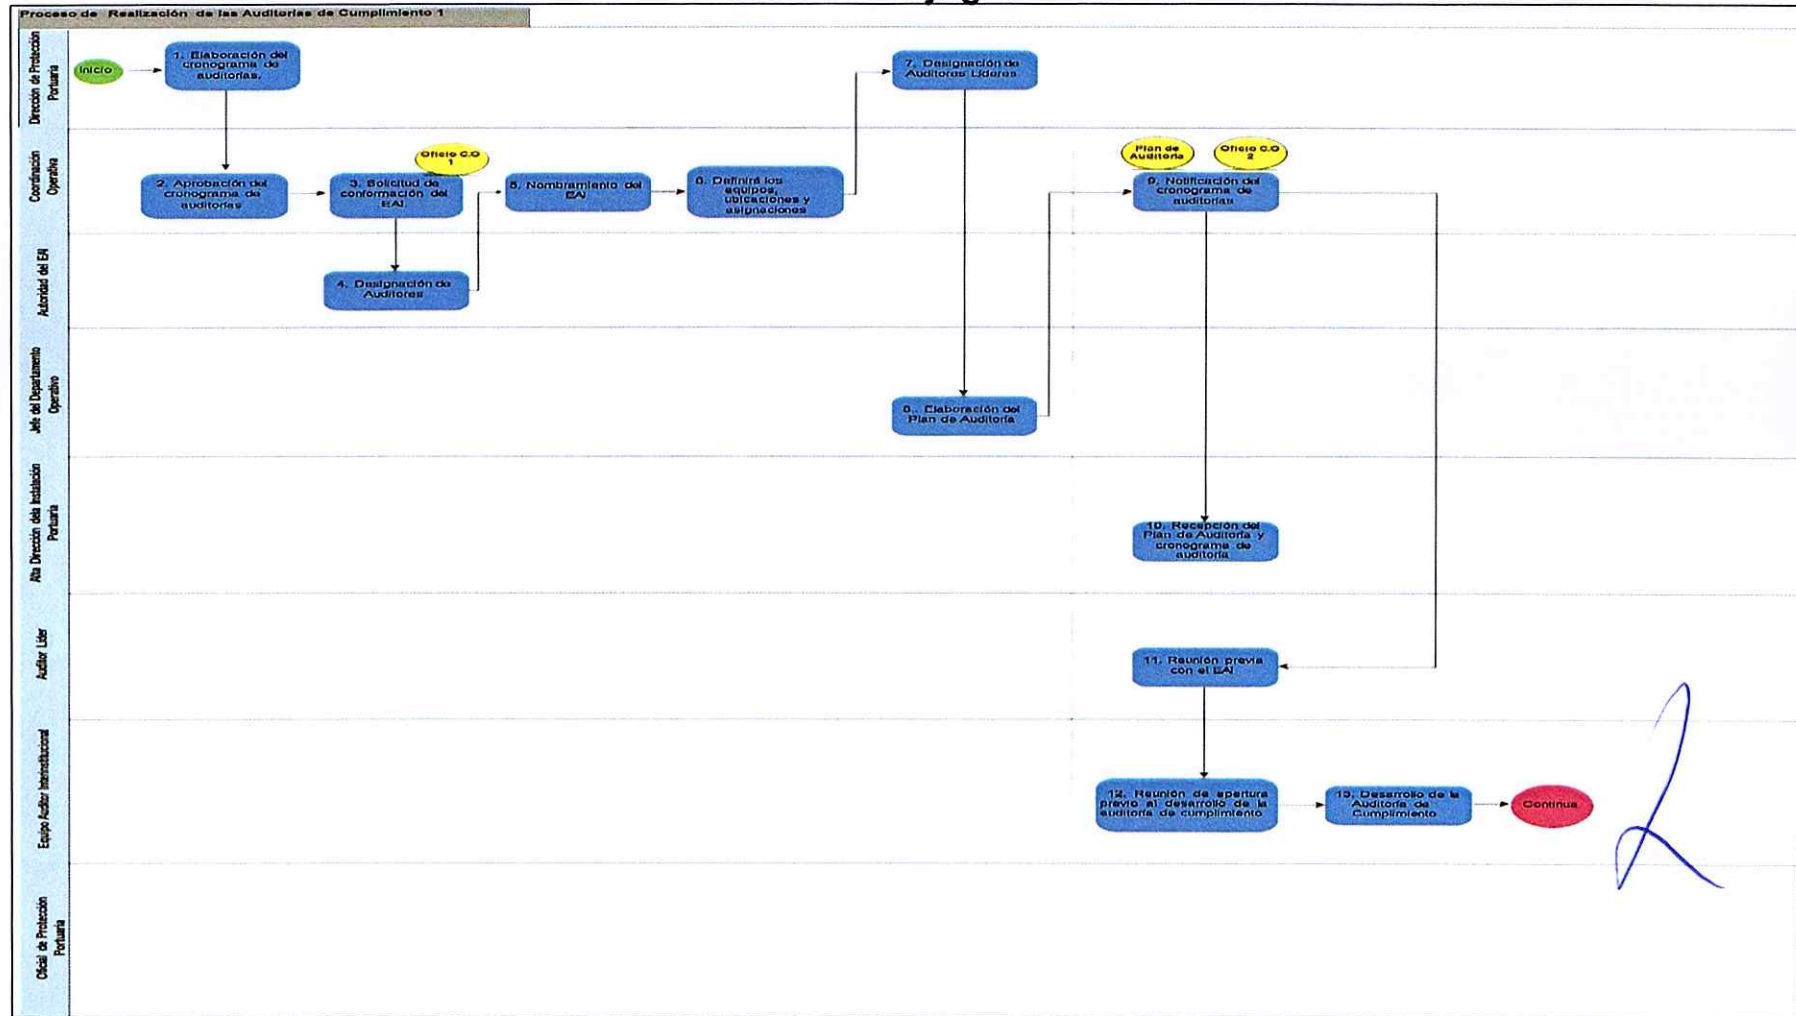 Proceso de Realización de las Auditorias de Cumplimiento 1
Dirección de Protección
Portuaria
Inicio
1. Elaboración del
cronograma de
auditorías.
7. Designación de
Auditores Líderes
Coordinación
Operativa
2. Aprobación del
cronograma de
auditorías
Oficio C.O
1
3. Solicitud de
conformación del
EAI
5. Nombramiento del
EAI
6. Definirá los
equipos,
ubicaciones y
asignaciones
Plan de
Auditoría
Oficio C.O
2
9. Notificación del
cronograma de
auditorías
Autoridad del EAI
4. Designación de
Auditores
Jefe del Departamento
Operativo
8. Elaboración del
Plan de Auditoría
Alta Dirección dela Instalación
Portuaria
10. Recepción del
Plan de Auditoría y
cronograma de
auditoría
Auditor Líder
11. Reunión previa
con el EAI
Equipo Auditor Interinstitucional
12. Reunión de apertura
previo al desarrollo de la
auditoría de cumplimiento
13. Desarrollo de la
Auditoría de
Cumplimiento
Continua
Oficial de Protección
Portuaria